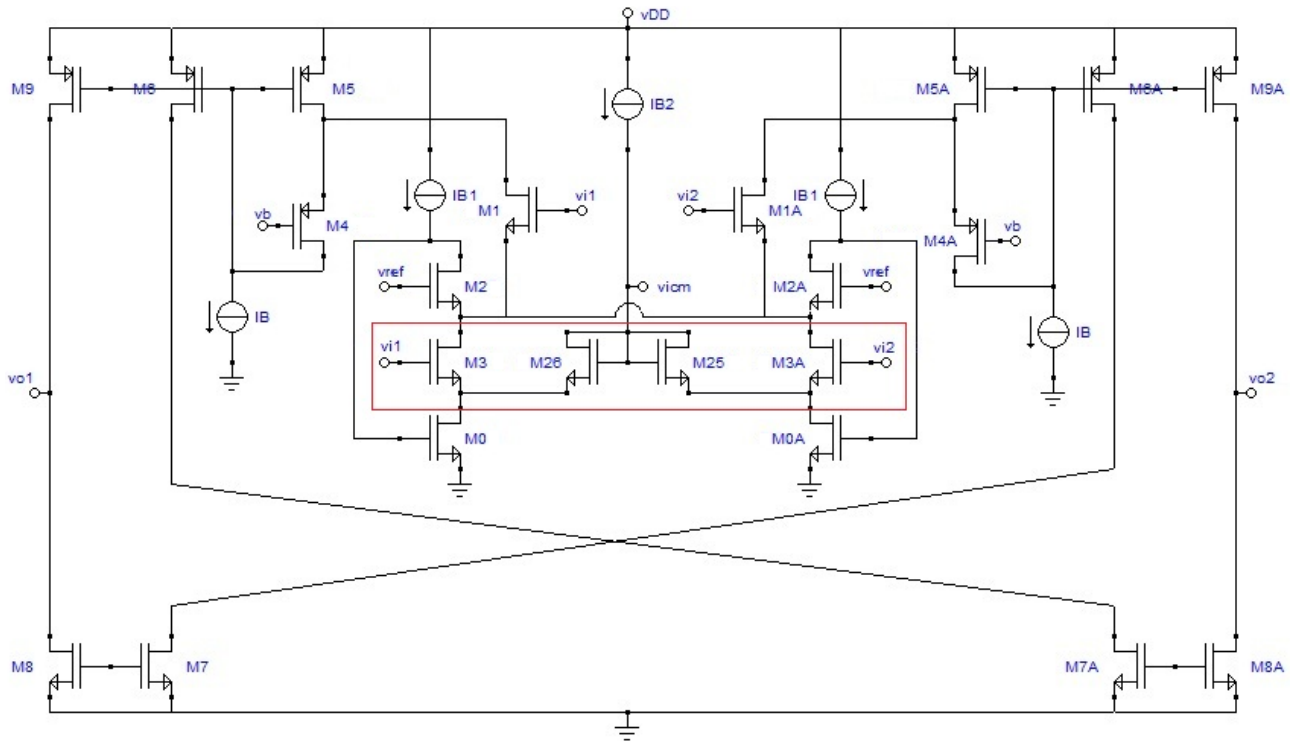 vDD
M9
M6
M5
IB2
M5A
M6A
M9A
IB1
M1
vi1
vi2
M1A
IB1
vb
M4
M4A
vb
vref
M2
vicm
M2A
vref
IB
IB
vi1
M3
M26
M25
M3A
vi2
vo1
vo2
M0
M0A
M8
M7
M7A
M8A